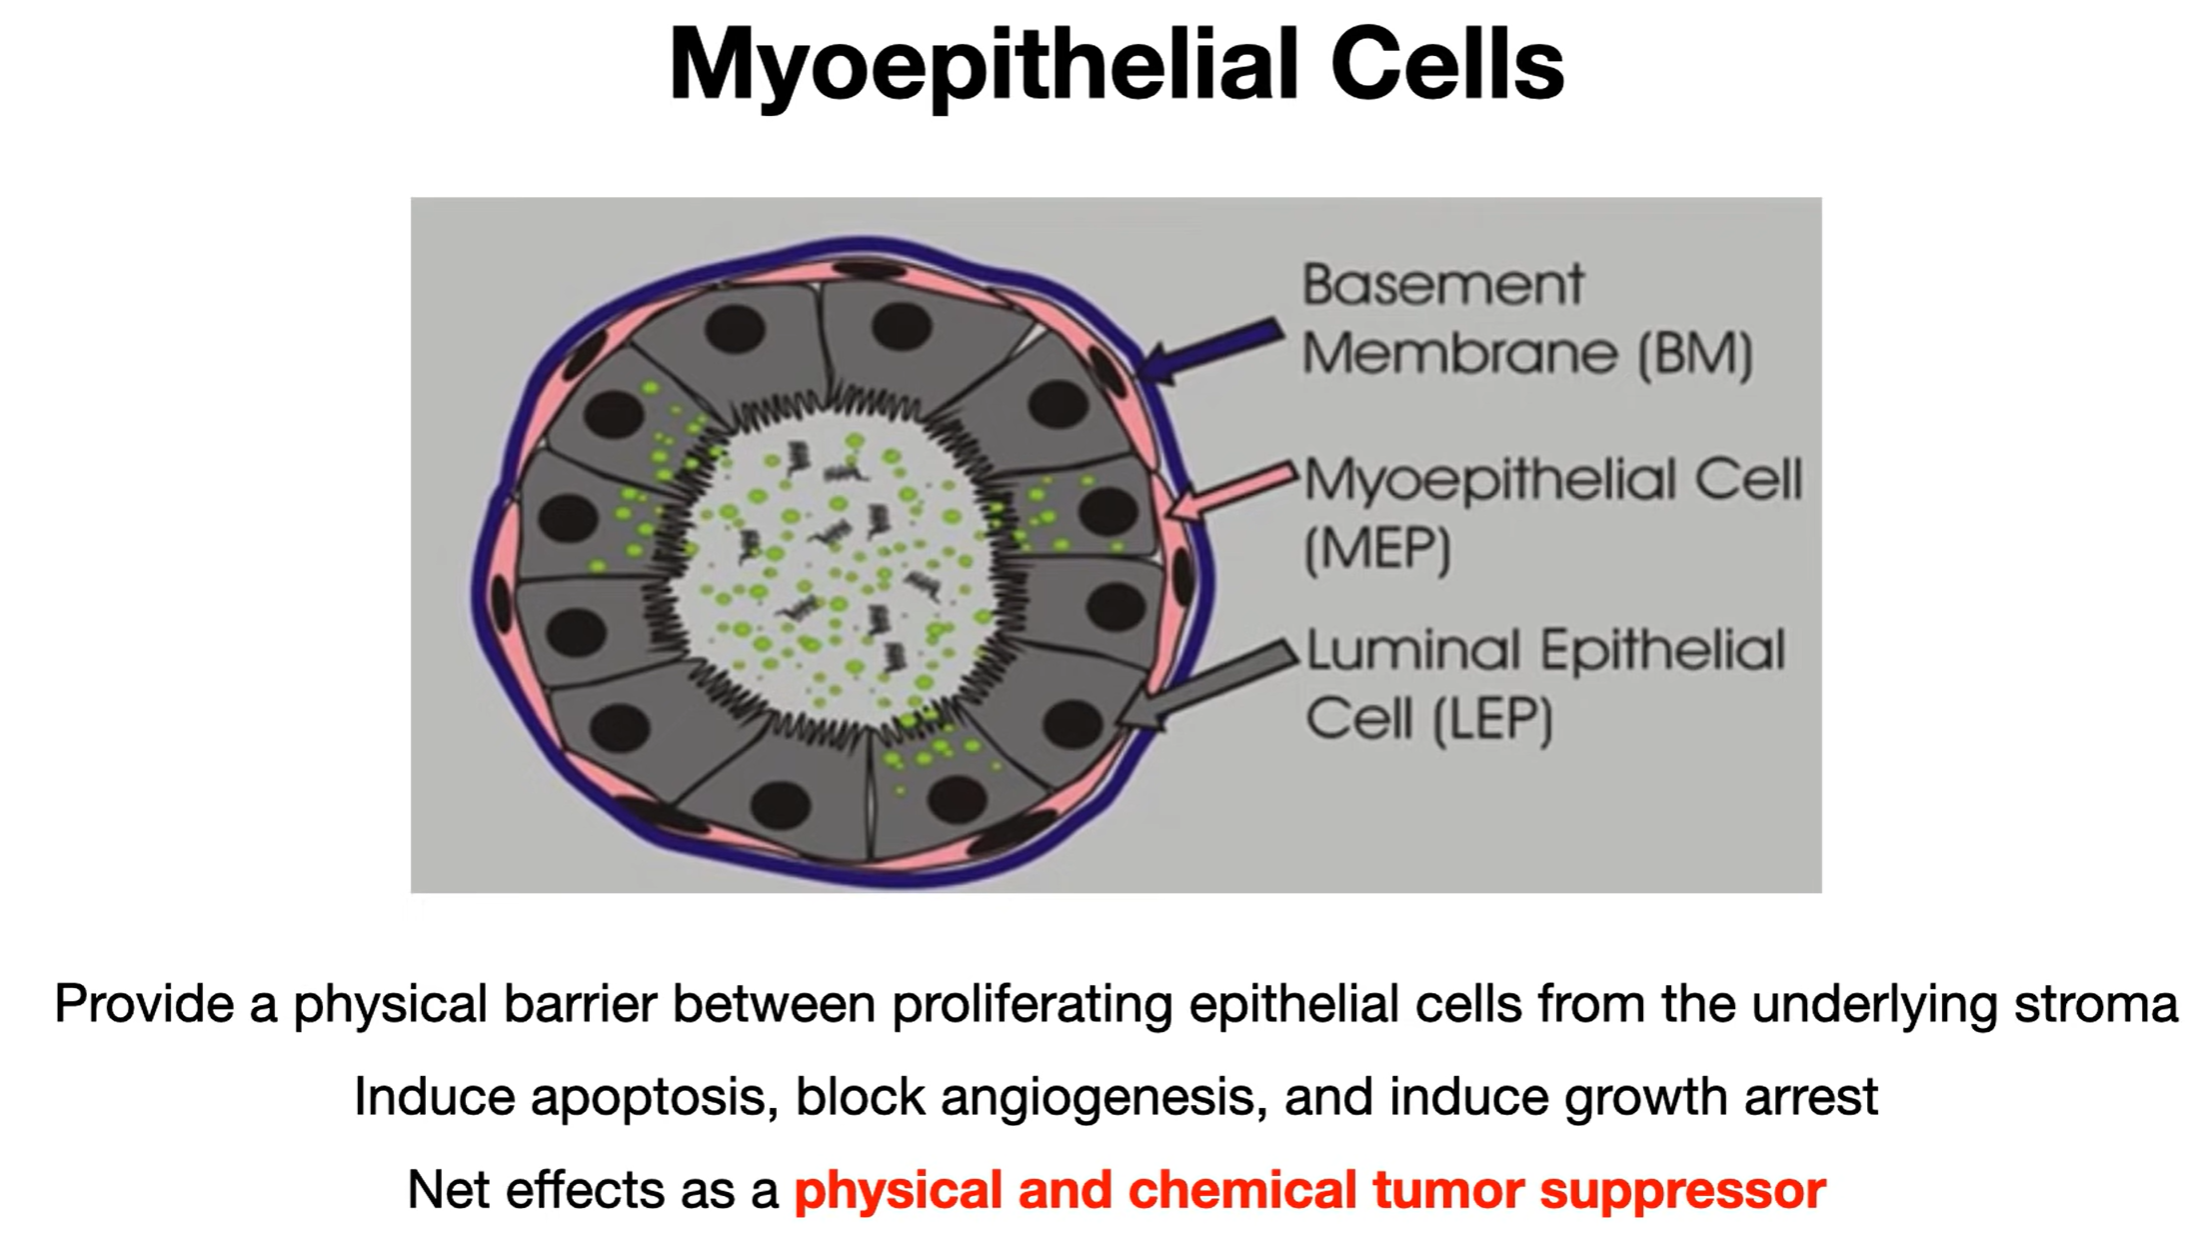 Myoepithelial Cells
Basement
Membrane (BM)
Myoepithelial Cell
(MEP)
Luminal Epithelial
Cell (LEP)
Provide a physical barrier between proliferating epithelial cells from the underlying stroma
Induce apoptosis, block angiogenesis, and induce growth arrest
Net effects as a physical and chemical tumor suppressor